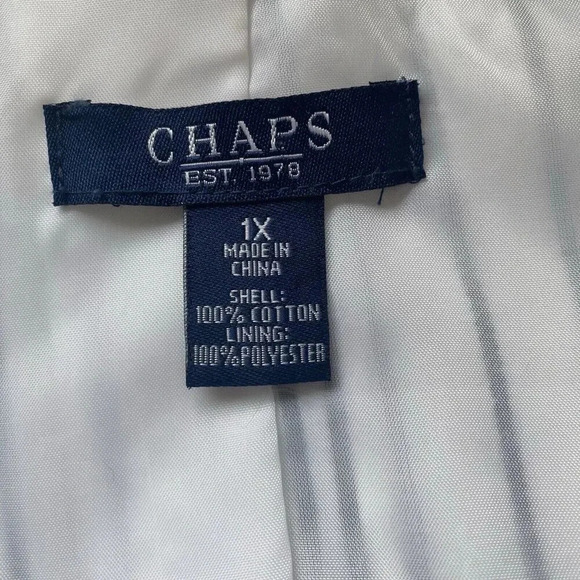 CHAPS
EST. 1978
1X
MADE IN
CHINA
SHELL:
100% COTTON
LINING:
100%POLYESTER